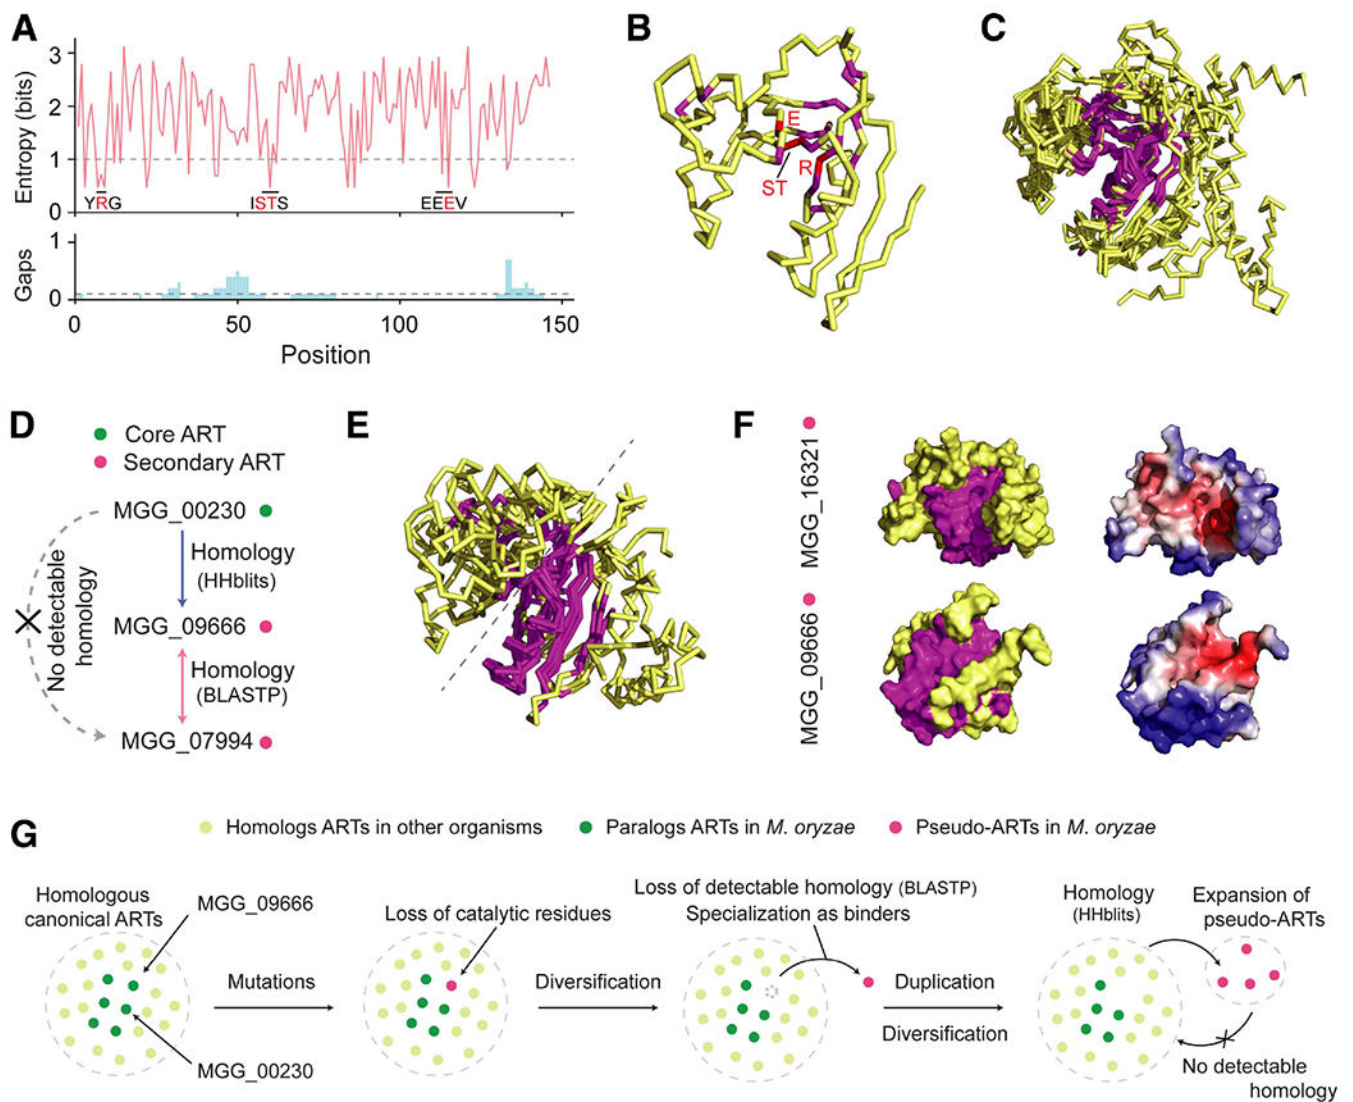 A
Entropy (bits)
3
2
1
0
YRG
ISTS
EEEV
Gaps
1
0
0
50
100
150
Position
B
E
R
ST
C
D
Core ART
Secondary ART
MGG_00230
Homology
(HHblits)
No detectable
homology
MGG_09666
Homology
(BLASTP)
MGG_07994
E
F
MGG_16321
MGG_09666
G
Homologs ARTs in other organisms
Paralogs ARTs in M. oryzae
Pseudo-ARTs in M. oryzae
Homologous
canonical ARTs
MGG_09666
MGG_00230
Mutations
Loss of catalytic residues
Diversification
Loss of detectable homology (BLASTP)
Specialization as binders
Duplication
Diversification
Homology
(HHblits)
Expansion of
pseudo-ARTs
No detectable
homology